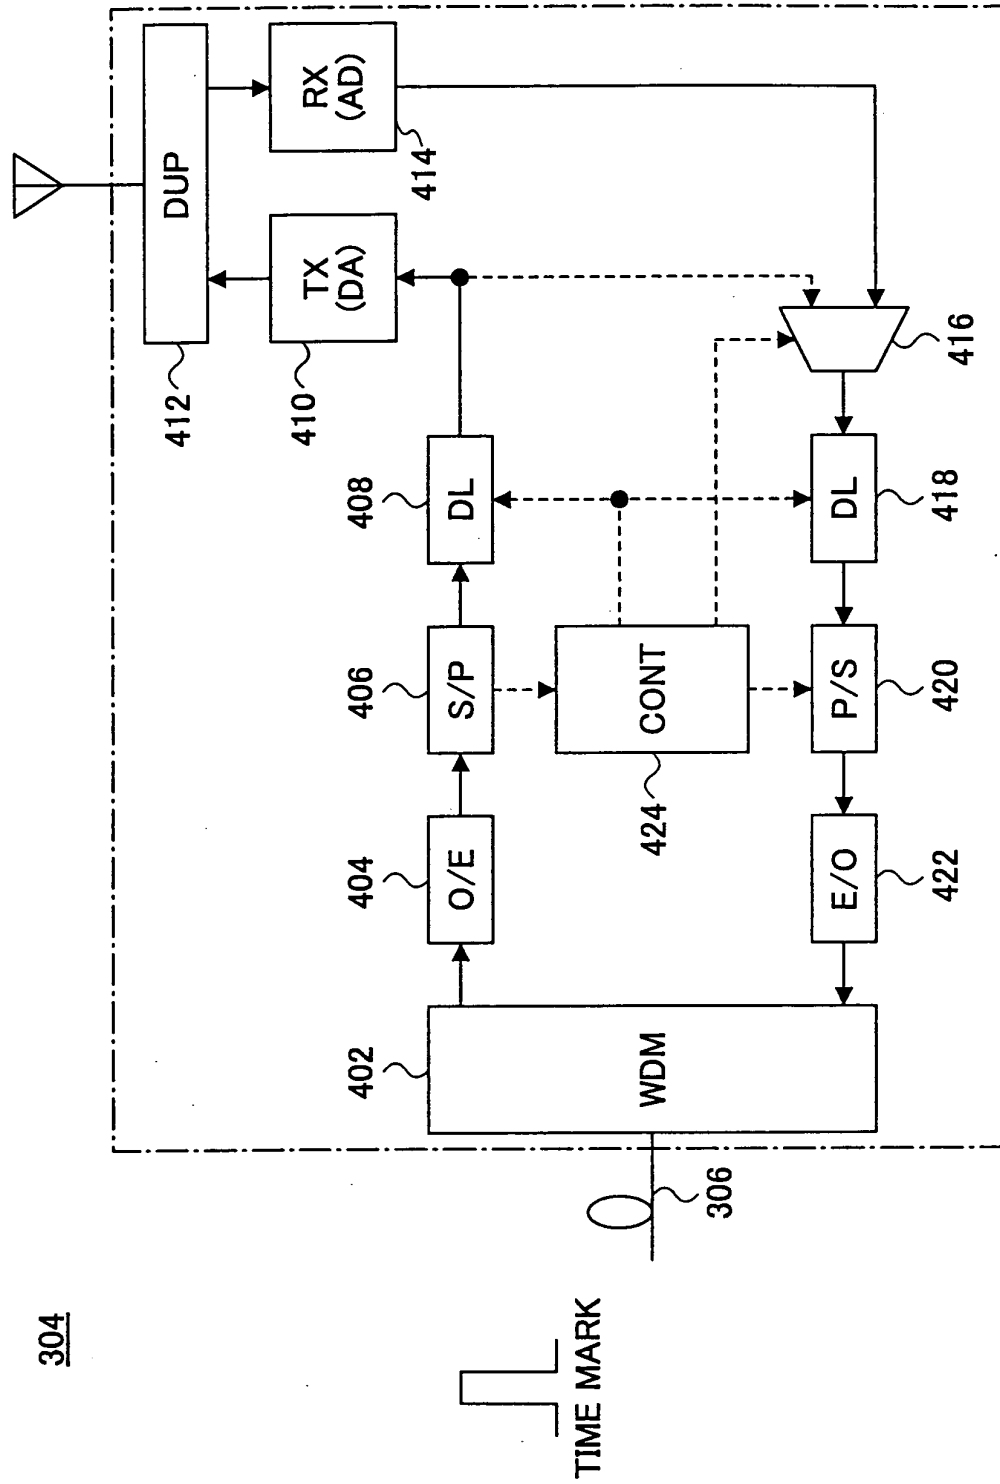 304
TIME MARK
306
402
WDM
404
O/E
406
S/P
408
DL
410
TX
(DA)
412
DUP
414
RX
(AD)
424
CONT
422
E/O
420
P/S
418
DL
416